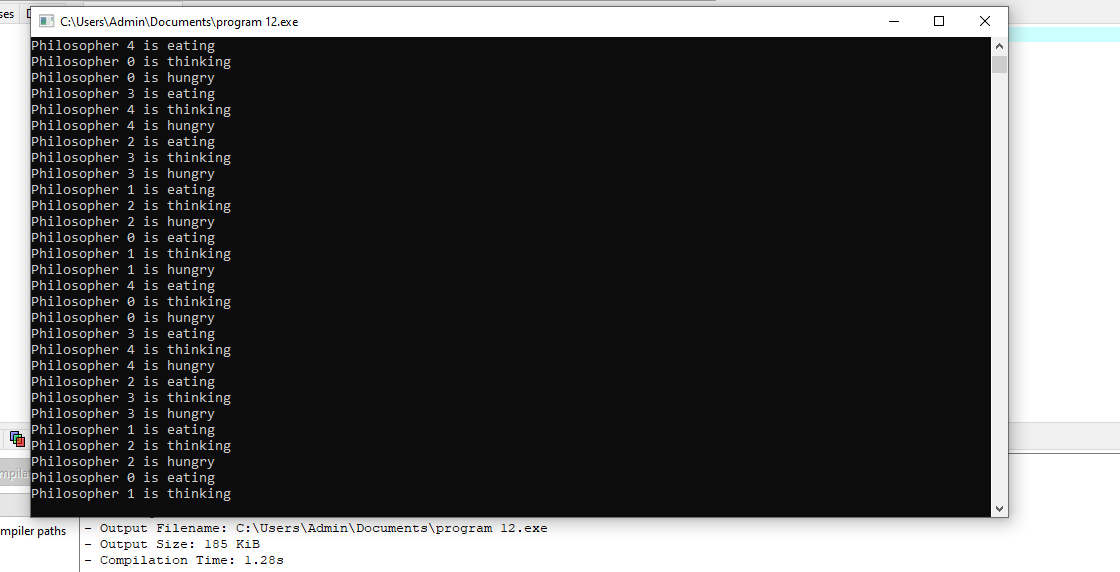 ses
C:\Users\Admin\Documents\program 12.exe
Philosopher 4 is eating
Philosopher 0 is thinking
Philosopher 0 is hungry
Philosopher 3 is eating
Philosopher 4 is thinking
Philosopher 4 is hungry
Philosopher 2 is eating
Philosopher 3 is thinking
Philosopher 3 is hungry
Philosopher 1 is eating
Philosopher 2 is thinking
Philosopher 2 is hungry
Philosopher 0 is eating
Philosopher 1 is thinking
Philosopher 1 is hungry
Philosopher 4 is eating
Philosopher 0 is thinking
Philosopher 0 is hungry
Philosopher 3 is eating
Philosopher 4 is thinking
Philosopher 4 is hungry
Philosopher 2 is eating
Philosopher 3 is thinking
Philosopher 3 is hungry
Philosopher 1 is eating
Philosopher 2 is thinking
Philosopher 2 is hungry
Philosopher 0 is eating
Philosopher 1 is thinking
mpila
mpiler paths
- Output Filename: C:\Users\Admin\Documents\program 12.exe
- Output Size: 185 KiB
- Compilation Time: 1.28s